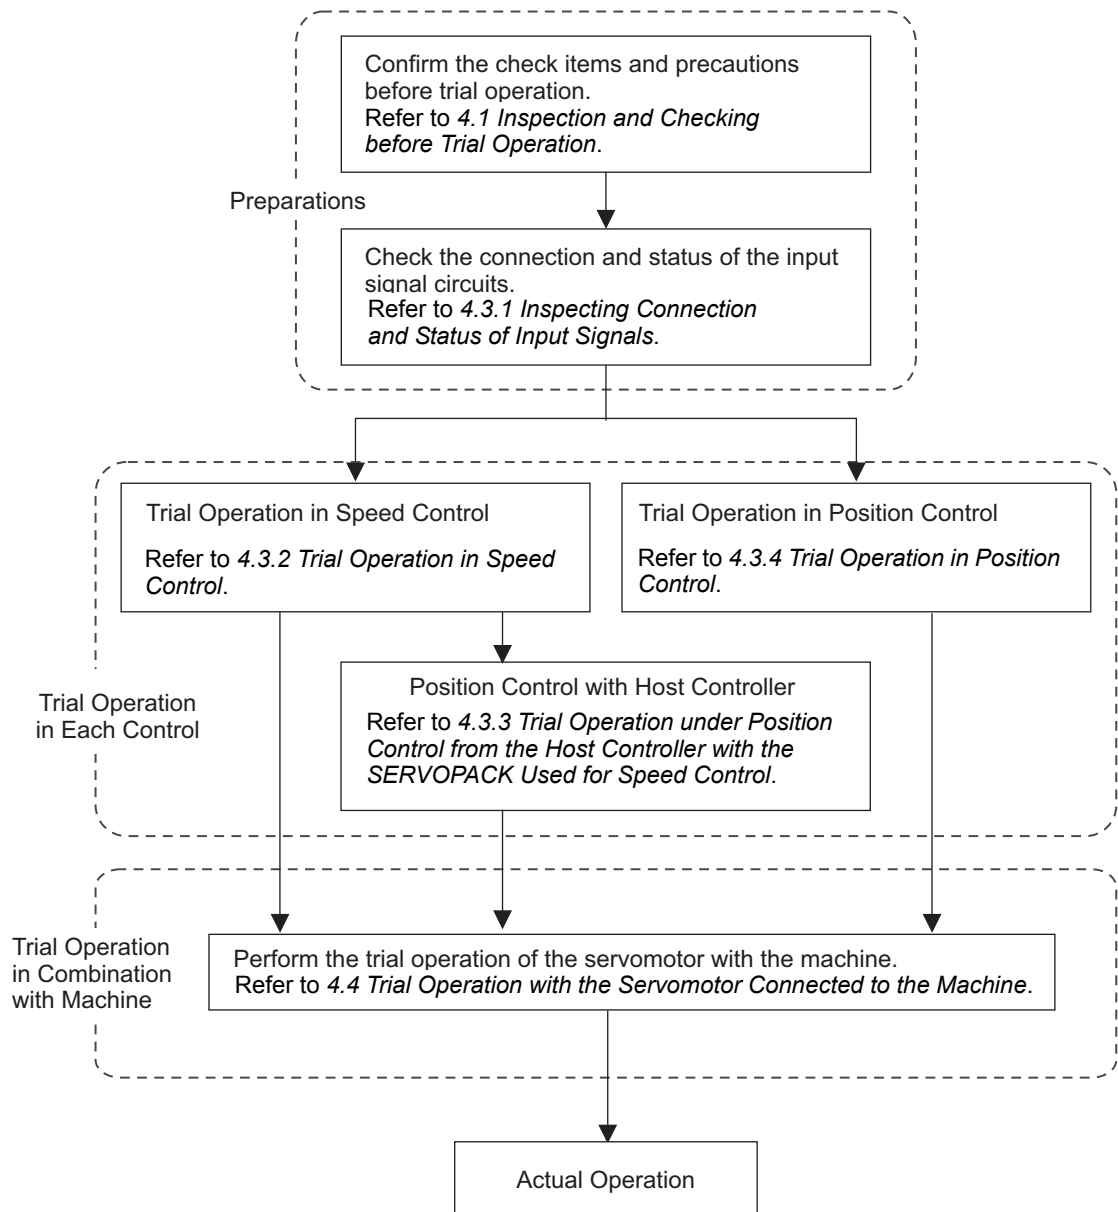 Confirm the check items and precautions
before trial operation.
Refer to 4.1 Inspection and Checking
before Trial Operation.
Preparations
Check the connection and status of the input
signal circuits.
Refer to 4.3.1 Inspecting Connection
and Status of Input Signals.
Trial Operation in Speed Control
Refer to 4.3.2 Trial Operation in Speed
Control.
Trial Operation in Position Control
Refer to 4.3.4 Trial Operation in Position
Control.
Trial Operation
in Each Control
Position Control with Host Controller
Refer to 4.3.3 Trial Operation under Position
Control from the Host Controller with the
SERVOPACK Used for Speed Control.
Trial Operation
in Combination
with Machine
Perform the trial operation of the servomotor with the machine.
Refer to 4.4 Trial Operation with the Servomotor Connected to the Machine.
Actual Operation